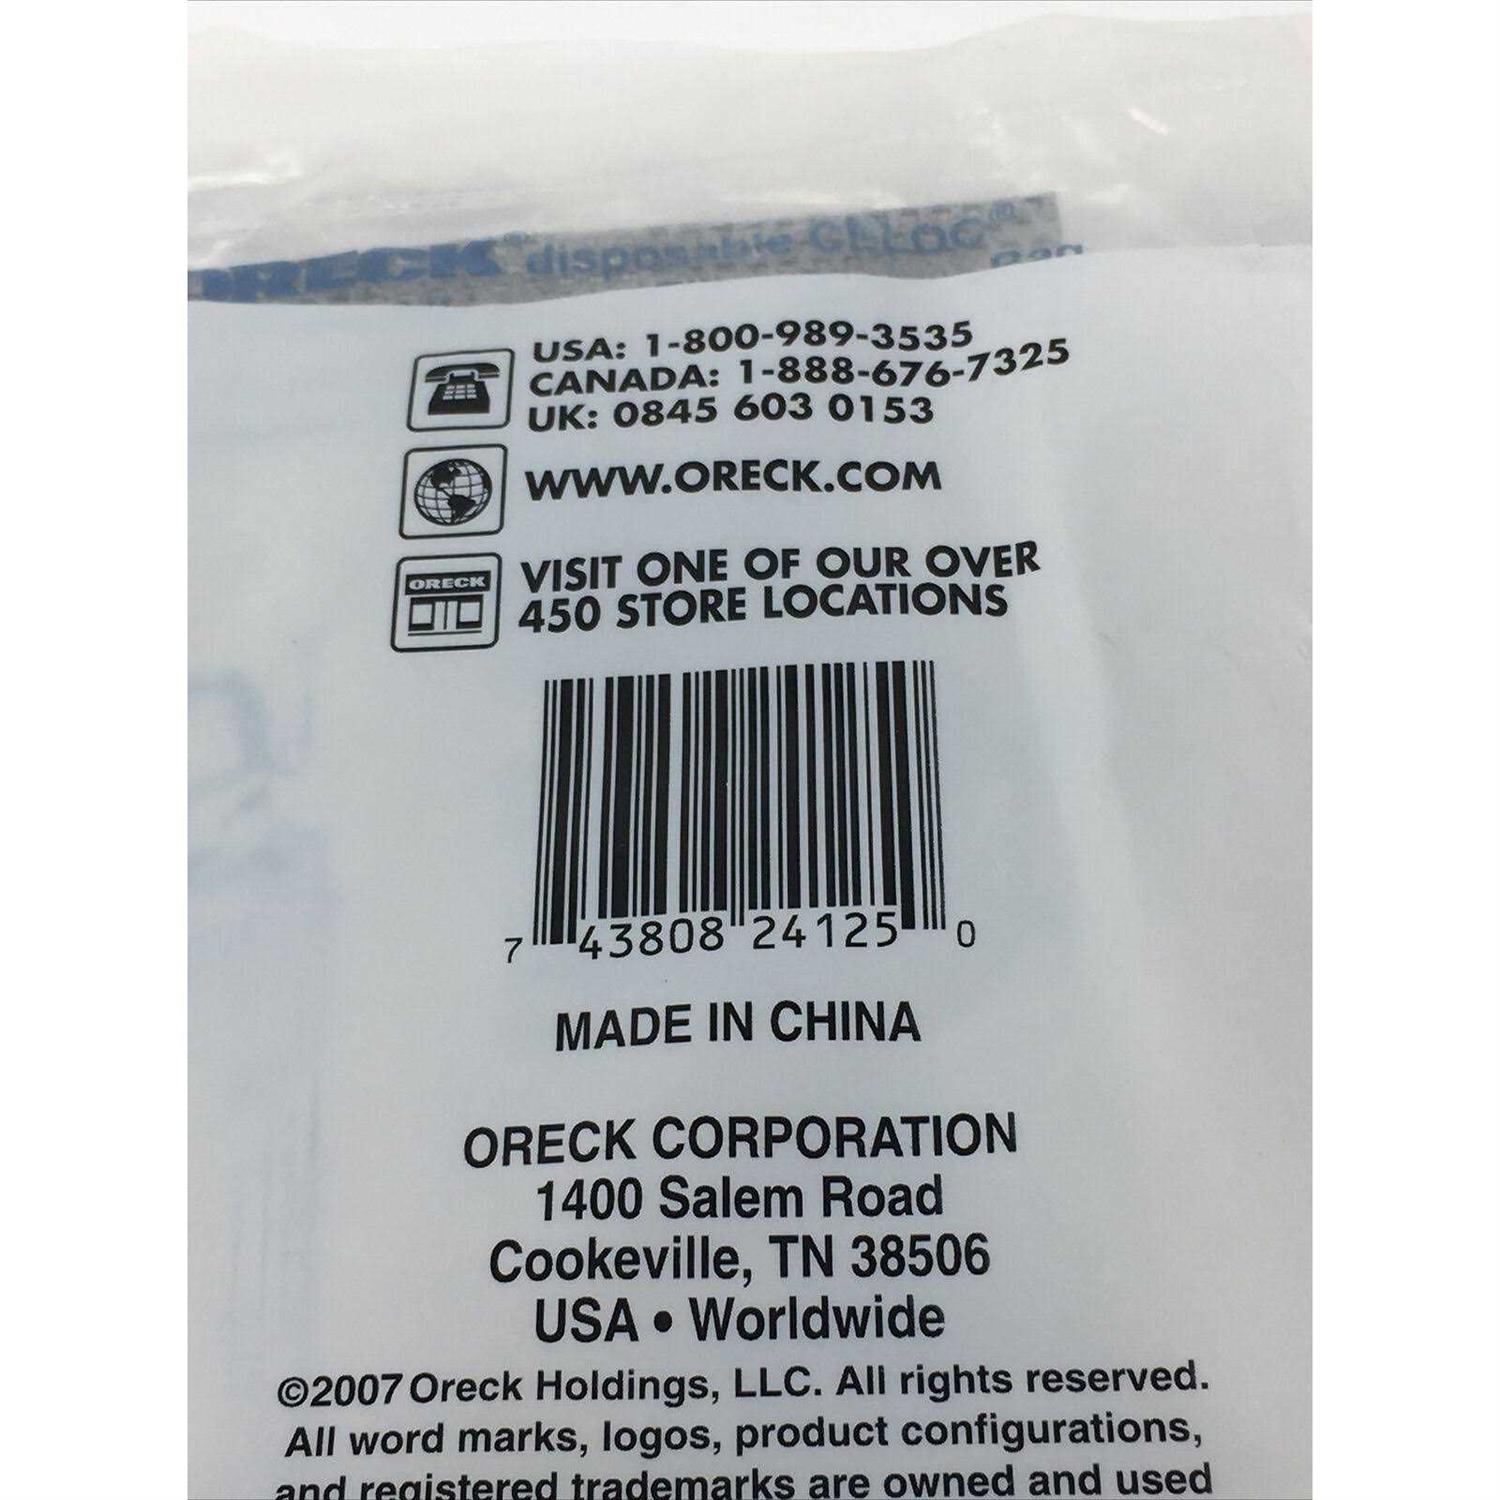 ORECK® disposable CELOC® Bag
USA: 1-800-989-3535
CANADA: 1-888-676-7325
UK: 0845 603 0153
WWW.ORECK.COM
ORECK
VISIT ONE OF OUR OVER
450 STORE LOCATIONS
7 43808 24125 0
MADE IN CHINA
ORECK CORPORATION
1400 Salem Road
Cookeville, TN 38506
USA • Worldwide
©2007 Oreck Holdings, LLC. All rights reserved.
All word marks, logos, product configurations,
and registered trademarks are owned and used